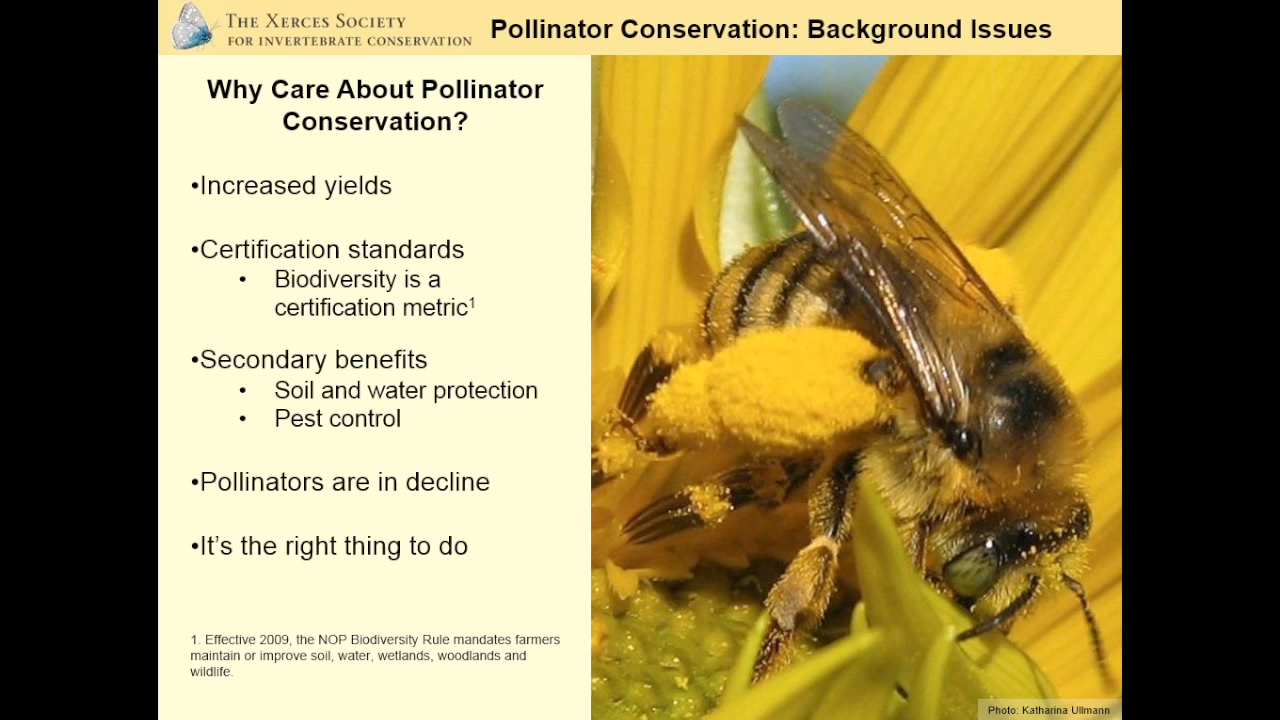 THE XERCES SOCIETY
FOR INVERTEBRATE CONSERVATION
Pollinator Conservation: Background Issues
Why Care About Pollinator
Conservation?
•Increased yields
•Certification standards
• Biodiversity is a
certification metric¹
•Secondary benefits
• Soil and water protection
• Pest control
•Pollinators are in decline
•It’s the right thing to do
1. Effective 2009, the NOP Biodiversity Rule mandates farmers
maintain or improve soil, water, wetlands, woodlands and
wildlife.
Photo: Katharina Ullmann